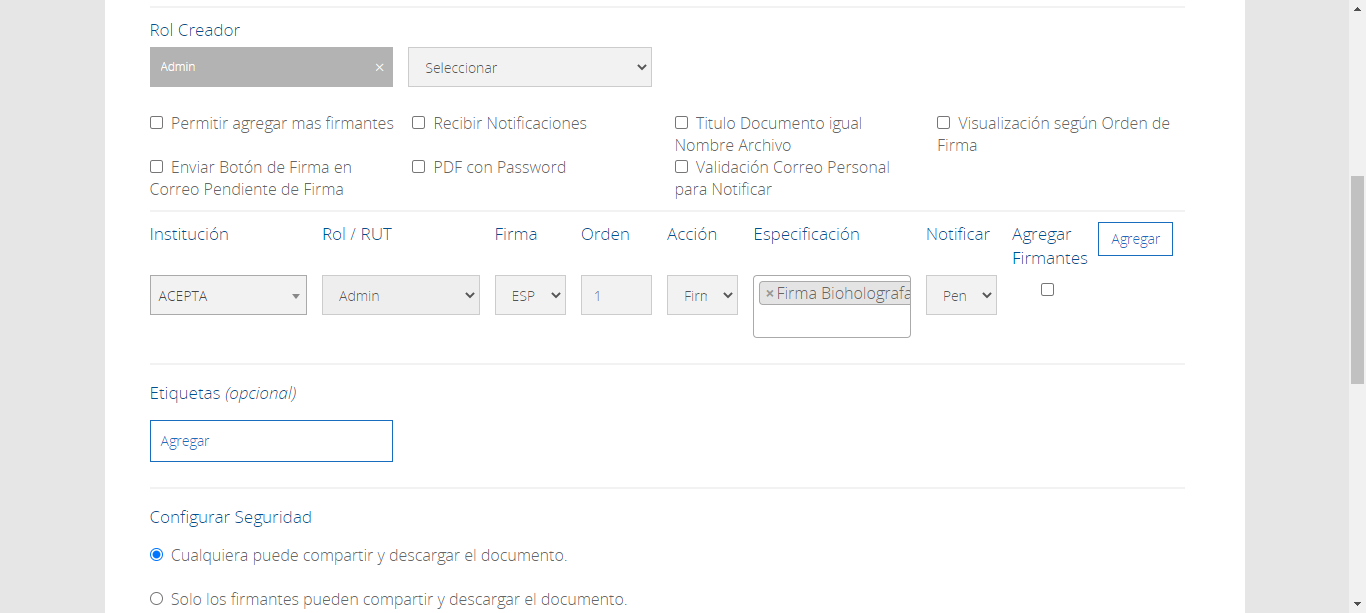 Rol Creador
Admin × Seleccionar
Permitir agregar mas firmantes Recibir Notificaciones Titulo Documento igual Nombre Archivo Visualización según Orden de Firma
Enviar Botón de Firma en Correo Pendiente de Firma PDF con Password Validación Correo Personal para Notificar
Institución Rol / RUT Firma Orden Acción Especificación Notificar Agregar Firmantes Agregar
ACEPTA Admin ESP 1 Firn ×Firma Bioholografa Pen
Etiquetas (opcional)
Agregar
Configurar Seguridad
Cualquiera puede compartir y descargar el documento.
Solo los firmantes pueden compartir y descargar el documento.